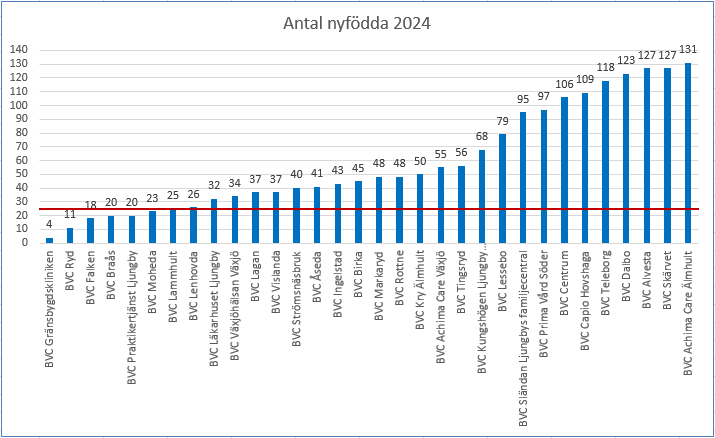 Antal nyfödda 2024
140
130
120
110
100
90
80
70
60
50
40
30
20
10
0
4
11
18
20
20
23
25
26
32
34
37
37
40
41
43
45
48
48
50
55
56
68
79
95
97
106
109
118
123
127
127
131
BVC Gränsbygdskliniken
BVC Ryd
BVC Falken
BVC Braås
BVC Praktikertjänst Ljungby
BVC Moheda
BVC Lammhult
BVC Lenhovda
BVC Läkarhuset Ljungby
BVC Växjöhälsan Växjö
BVC Lagan
BVC Vislanda
BVC Strömsnäsbruk
BVC Åseda
BVC Ingelstad
BVC Birka
BVC Markaryd
BVC Rottne
BVC Kry Älmhult
BVC Achima Care Växjö
BVC Tingsryd
BVC Kungshögen Ljungby...
BVC Lessebo
BVC Sländan Ljungbys familjecentral
BVC Prima Vård Söder
BVC Centrum
BVC Capio Hovshaga
BVC Teleborg
BVC Dalbo
BVC Alvesta
BVC Skärvet
BVC Achima Care Älmhult